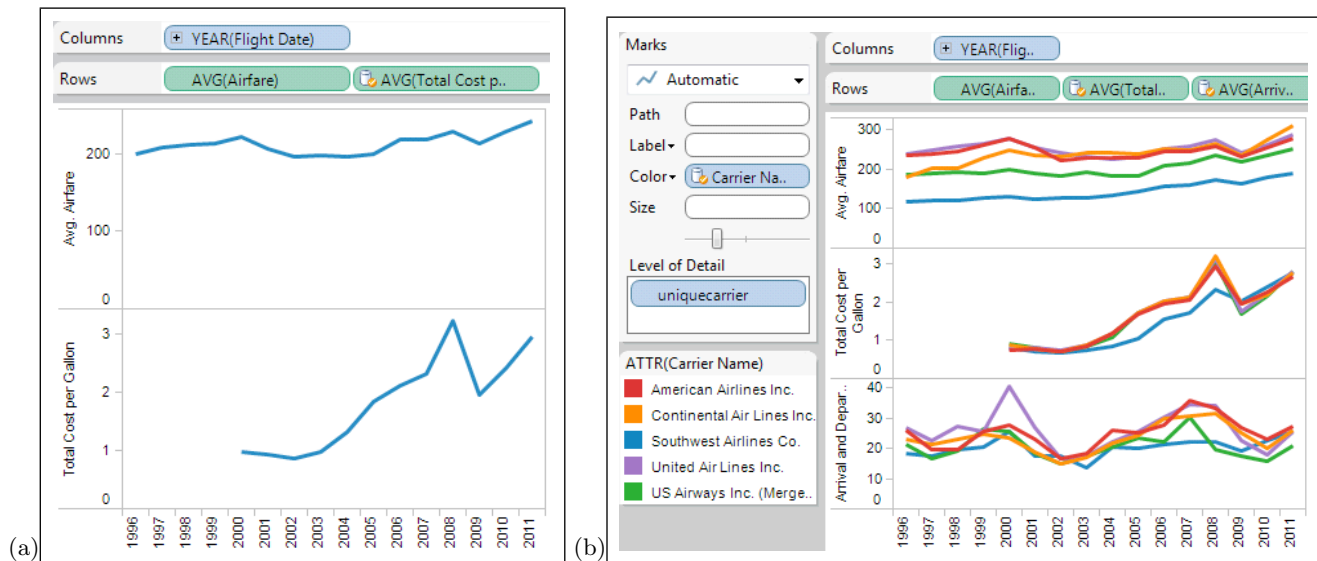 Columns
YEAR(Flight Date)
Rows
AVG(Airfare)
AVG(Total Cost p..
Avg. Airfare
200
100
0
Total Cost per Gallon
3
2
1
0
1996 1997 1998 1999 2000 2001 2002 2003 2004 2005 2006 2007 2008 2009 2010 2011
(a)
Marks
Automatic
Path
Label
Color
Carrier Na..
Size
Level of Detail
uniquecarrier
ATTR(Carrier Name)
American Airlines Inc.
Continental Air Lines Inc.
Southwest Airlines Co.
United Air Lines Inc.
US Airways Inc. (Merge..
Columns
YEAR(Flig..
Rows
AVG(Airfa..
AVG(Total..
AVG(Arriv..
Avg. Airfare
300
200
100
0
Total Cost per
Gallon
3
2
1
0
Arrival and Depar..
40
30
20
10
0
1996 1997 1998 1999 2000 2001 2002 2003 2004 2005 2006 2007 2008 2009 2010 2011
(b)